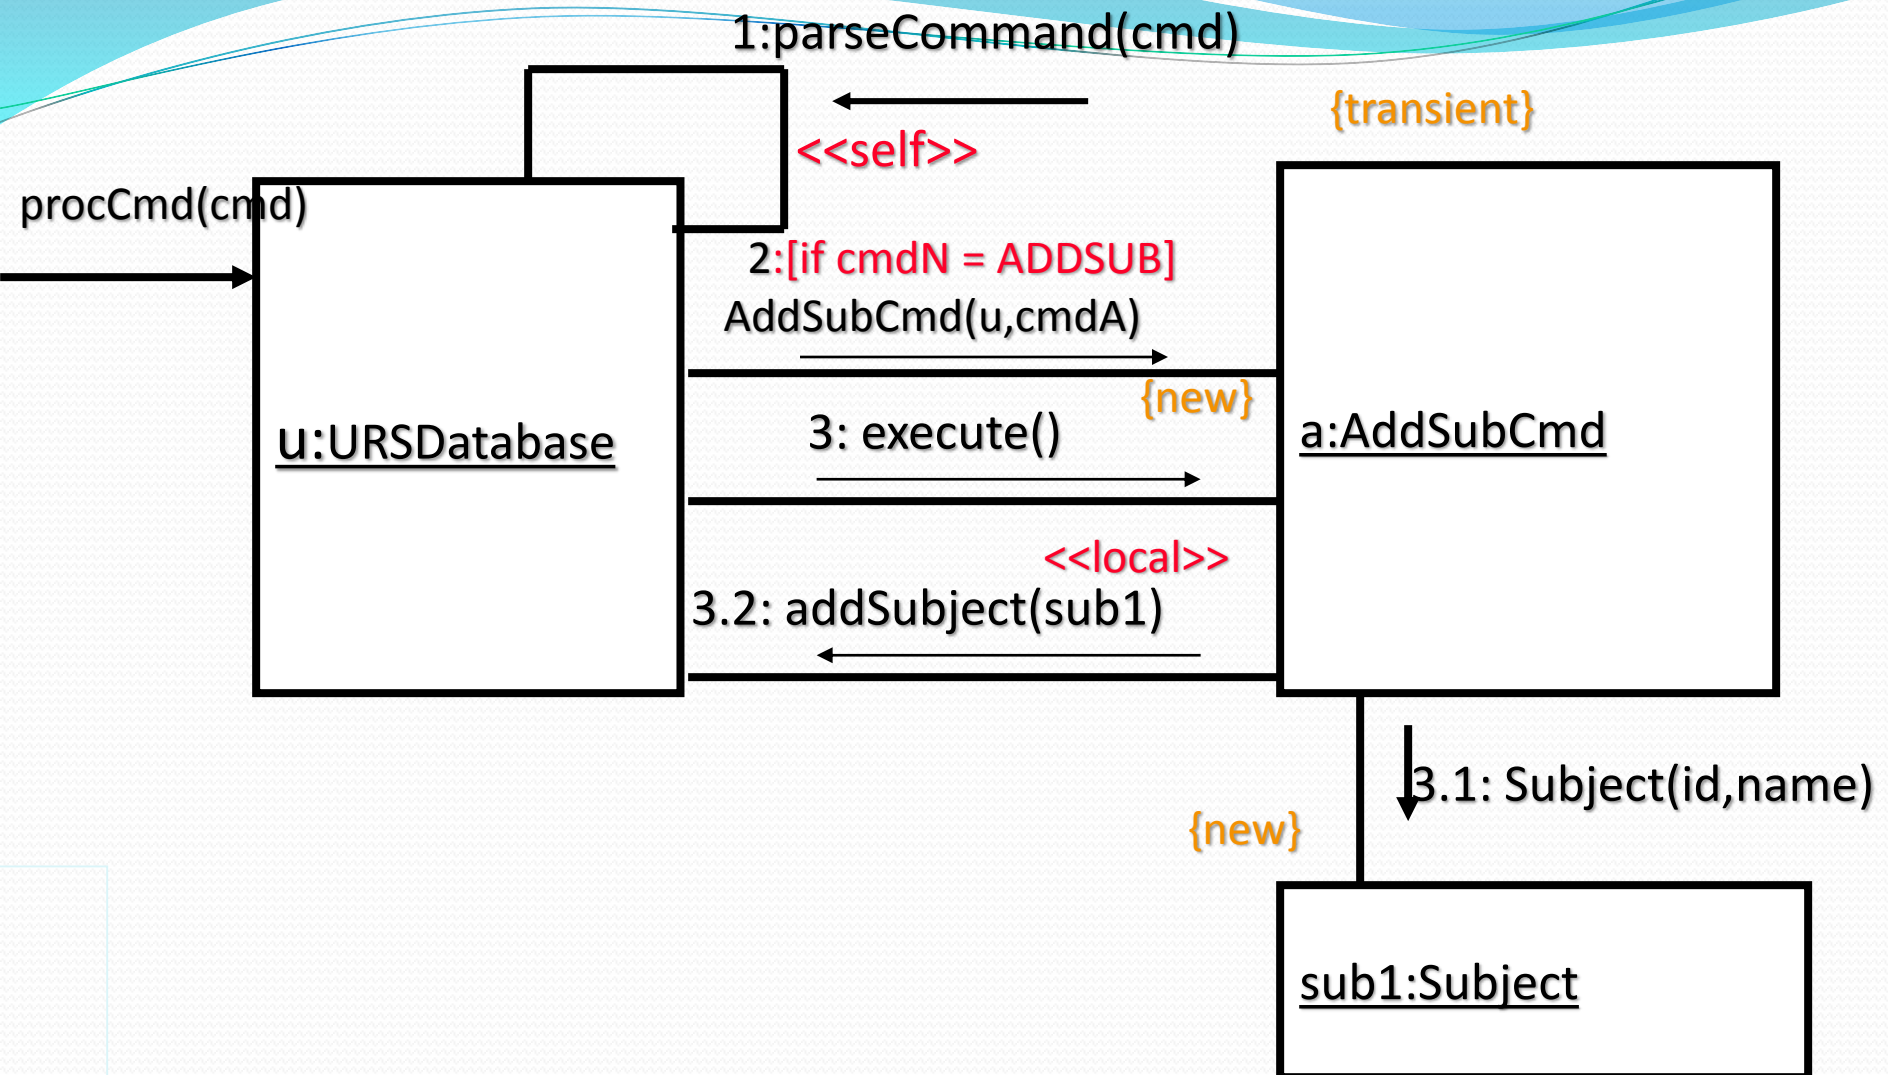 1:parseCommand(cmd)
{transient}
<<self>>
procCmd(cmd)
2:[if cmdN = ADDSUB]
AddSubCmd(u,cmdA)
{new}
3: execute()
u:URSDatabase
a:AddSubCmd
<<local>>
3.2: addSubject(sub1)
3.1: Subject(id,name)
{new}
sub1:Subject